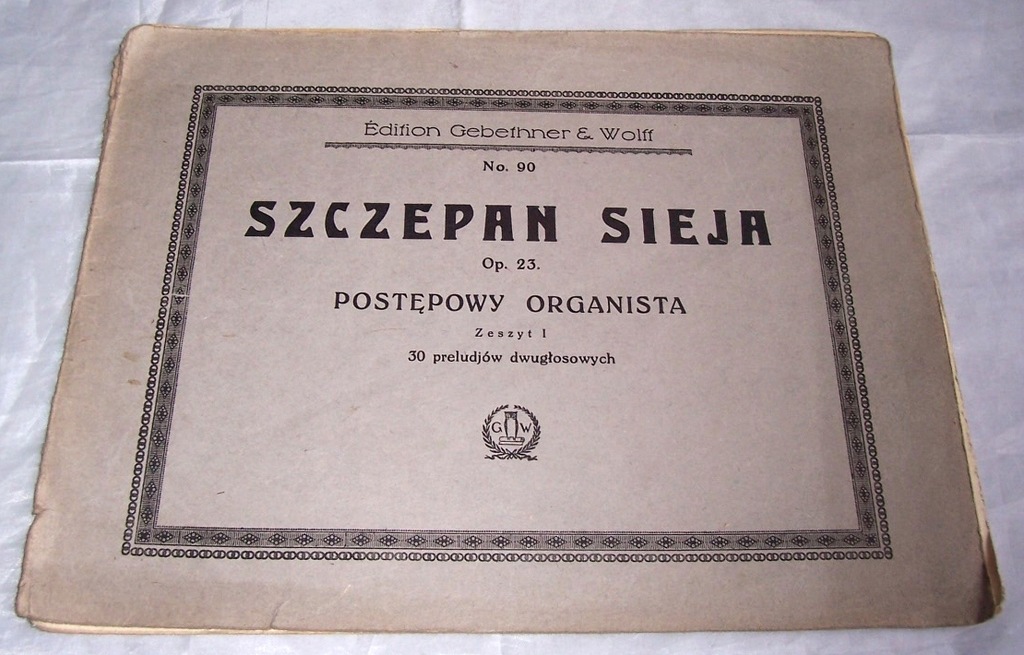 Édition Gebethner & Wolff
No. 90
SZCZEPAN SIEJA
Op. 23.
POSTĘPOWY ORGANISTA
Zeszyt I
30 preludjów dwugłosowych
G W